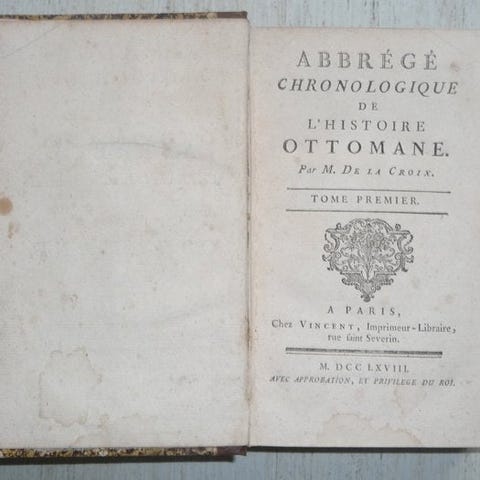 ABBRÉGÉ
CHRONOLOGIQUE
DE
L'HISTOIRE
OTTOMANE.
Par M. DE LA CROIX.
TOME PREMIER.
A PARIS,
Chez VINCENT, Imprimeur-Libraire,
rue saint Severin.
M. DCC LXVIII.
AVEC APPROBATION, ET PRIVILEGE DU ROI.